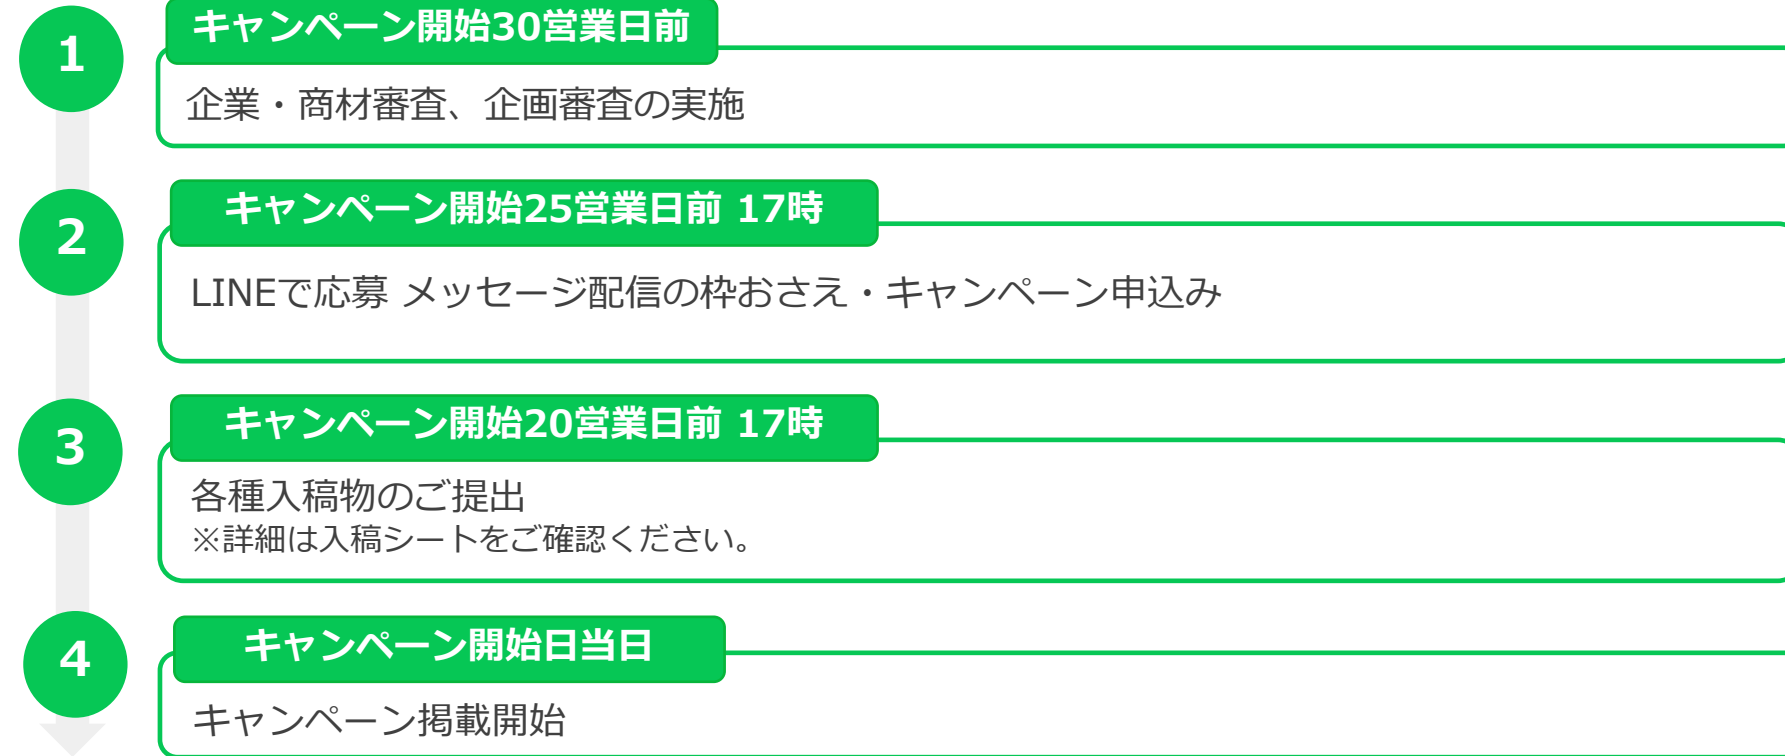 1
キャンペーン開始30営業日前
企業・商材審査、企画審査の実施
2
キャンペーン開始25営業日前 17時
LINEで応募 メッセージ配信の枠おさえ・キャンペーン申込み
3
キャンペーン開始20営業日前 17時
各種入稿物のご提出
※詳細は入稿シートをご確認ください。
4
キャンペーン開始日当日
キャンペーン掲載開始